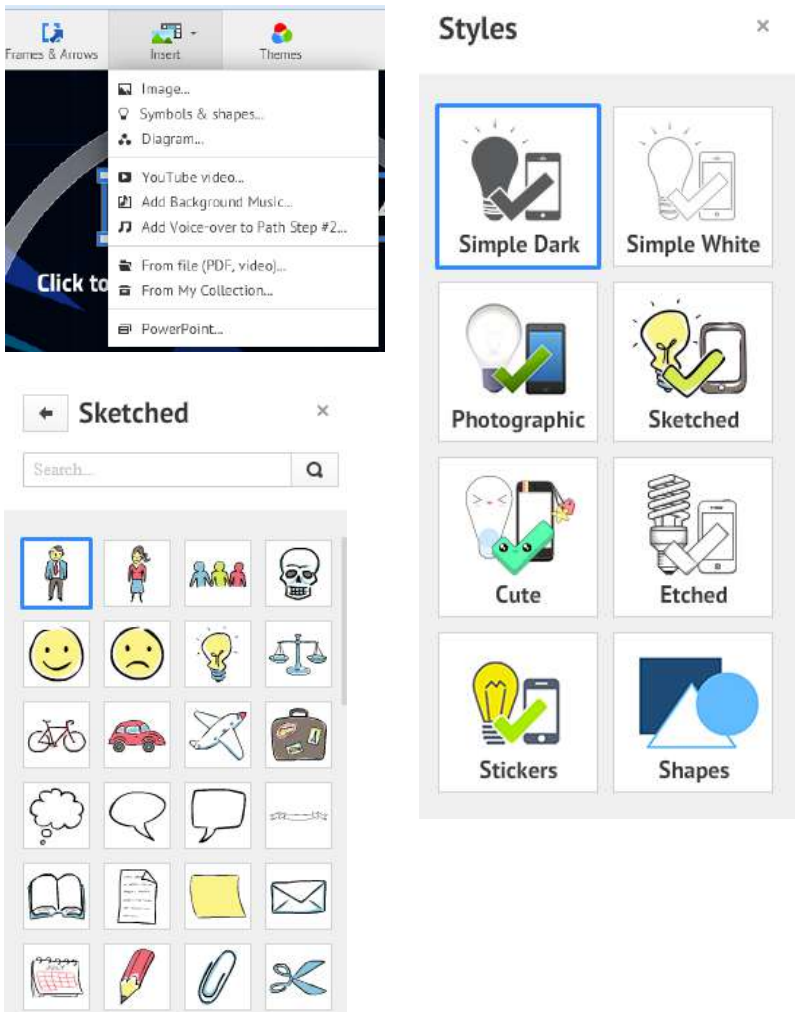 Frames & Arrows
Insert
Themes
Image...
Symbols & shapes...
Diagram...
YouTube video...
Add Background Music...
Add Voice-over to Path Step #2...
From file (PDF, video)...
From My Collection...
PowerPoint...
Click to
Styles
×
Simple Dark
Simple White
Photographic
Sketched
Cute
Etched
Stickers
Shapes
Sketched
×
Search...
JULY